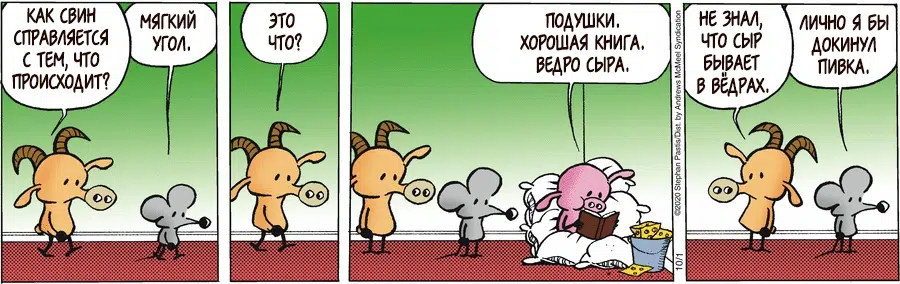 КАК СВИН
СПРАВЛЯЕТСЯ
С ТЕМ, ЧТО
ПРОИСХОДИТ?
МЯГКИЙ
УГОЛ.
ЭТО
ЧТО?
ПОДУШКИ.
ХОРОШАЯ КНИГА.
ВЕДРО СЫРА.
©2020 Stephan Pastis/Dist. by Andrews McMeel Syndication
10/1
НЕ ЗНАЛ,
ЧТО СЫР
БЫВАЕТ
В ВЁДРАХ.
ЛИЧНО Я БЫ
ДОКИНУЛ
ПИВКА.